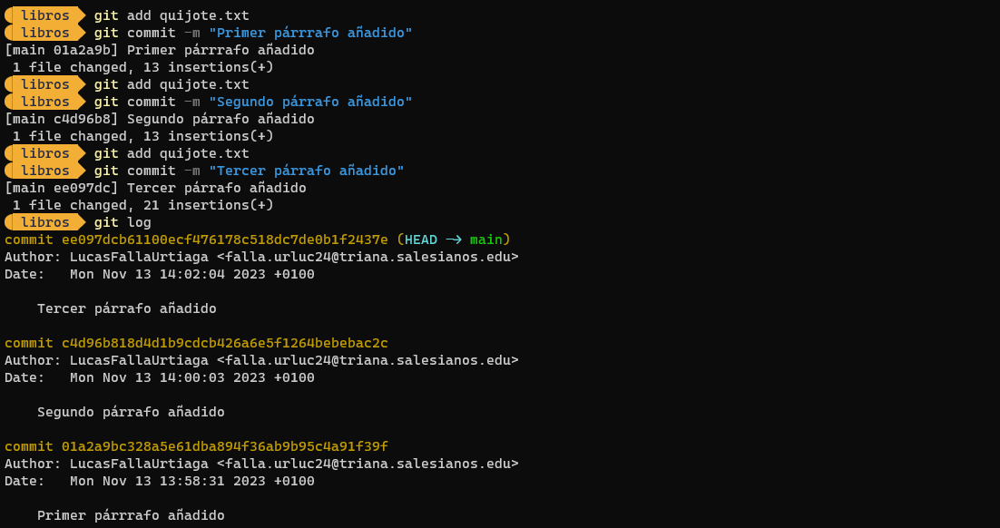 libros git add quijote.txt
libros git commit -m "Primer párrrafo añadido"
[main 01a2a9b] Primer párrrafo añadido
1 file changed, 13 insertions(+)
libros git add quijote.txt
libros git commit -m "Segundo párrafo añadido"
[main c4d96b8] Segundo párrafo añadido
1 file changed, 13 insertions(+)
libros git add quijote.txt
libros git commit -m "Tercer párrafo añadido"
[main ee097dc] Tercer párrafo añadido
1 file changed, 21 insertions(+)
libros git log
commit ee097dcb61100ecf476178c518dc7de0b1f2437e (HEAD -> main)
Author: LucasFallaUrtiaga <falla.urluc24@triana.salesianos.edu>
Date:   Mon Nov 13 14:02:04 2023 +0100
Tercer párrafo añadido
commit c4d96b818d4d1b9cdcb426a6e5f1264bebebac2c
Author: LucasFallaUrtiaga <falla.urluc24@triana.salesianos.edu>
Date:   Mon Nov 13 14:00:03 2023 +0100
Segundo párrafo añadido
commit 01a2a9bc328a5e61dba894f36ab9b95c4a91f39f
Author: LucasFallaUrtiaga <falla.urluc24@triana.salesianos.edu>
Date:   Mon Nov 13 13:58:31 2023 +0100
Primer párrrafo añadido